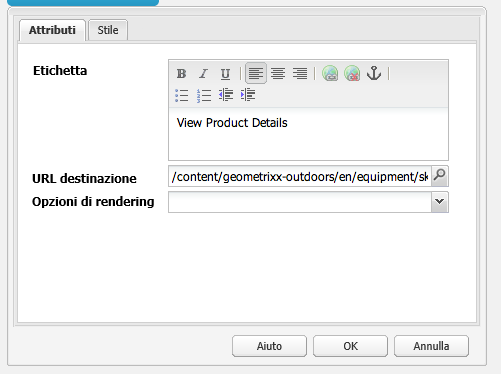 Attributi Stile
Etichetta
B I U
View Product Details
URL destinazione /content/geometrixx-outdoors/en/equipment/sk
Opzioni di rendering
Aiuto OK Annulla